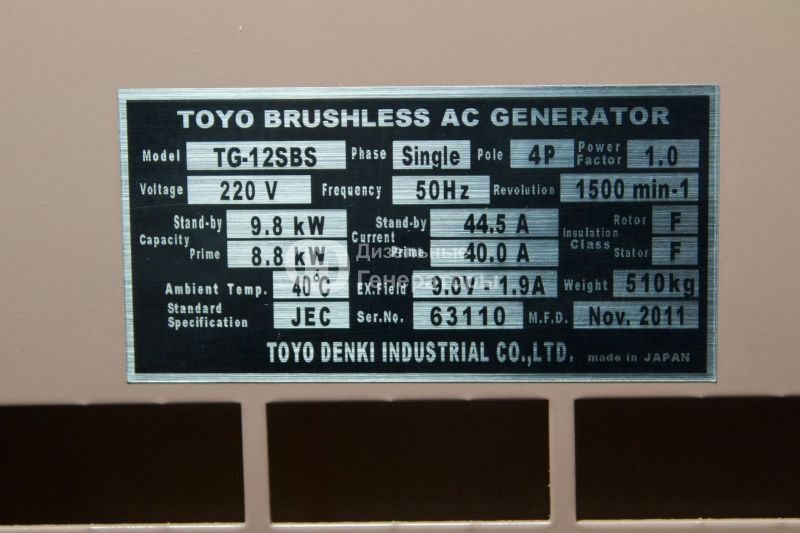 TOYO BRUSHLESS AC GENERATOR
Model TG-12SBS Phase Single Pole 4P Power Factor 1.0
Voltage 220 V Frequency 50Hz Revolution 1500 min-1
Capacity Stand-by 9.8 kW Current Stand-by 44.5 A Insulation Class Rotor F
Prime 8.8 kW Prime 40.0 A Stator F
Ambient Temp. 40°C EX.Field 9.0V 1.9A Weight 510kg
Standard Specification JEC Ser.No. 63110 M.F.D. Nov. 2011
TOYO DENKI INDUSTRIAL CO.,LTD. made in JAPAN
Дизельные
Генераторы